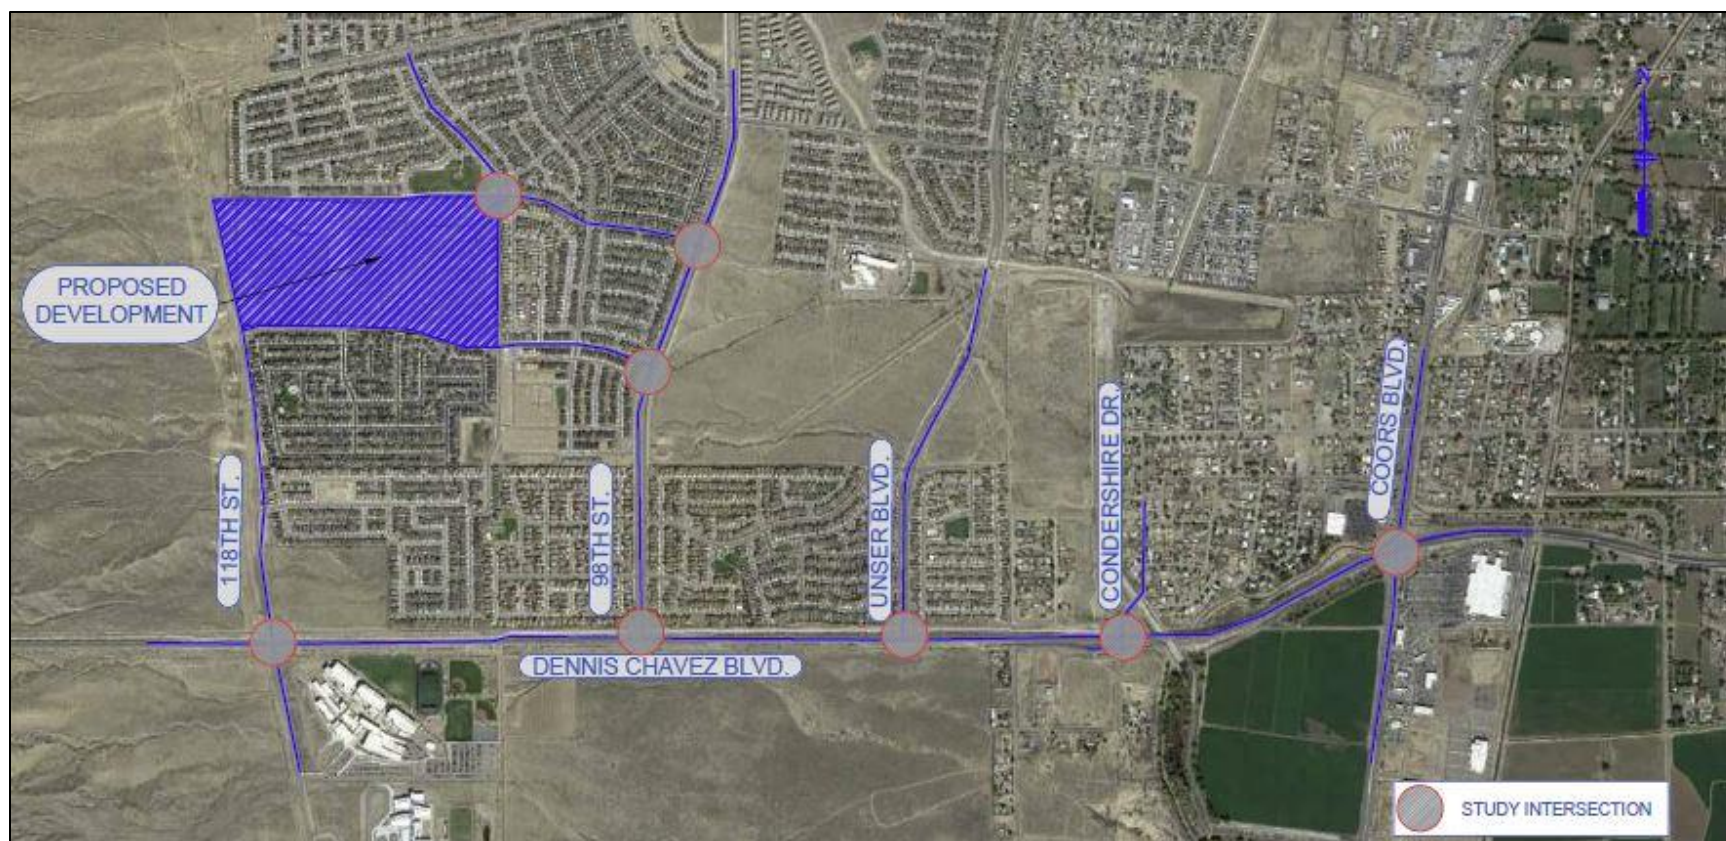 PROPOSED
DEVELOPMENT
118TH ST.
98TH ST.
UNSER BLVD.
CONDERSHIRE DR.
COORS BLVD.
DENNIS CHAVEZ BLVD.
STUDY INTERSECTION
N